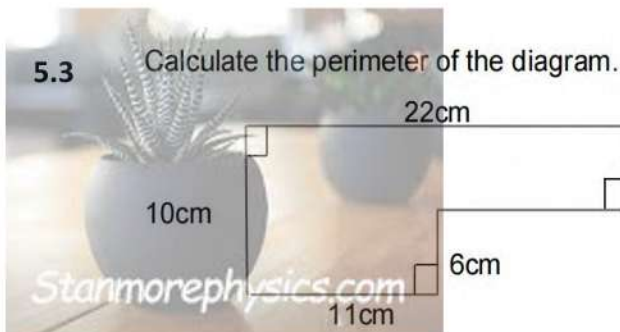 5.3 Calculate the perimeter of the diagram.
22cm
10cm
6cm
Stanmorephysics.com
11cm